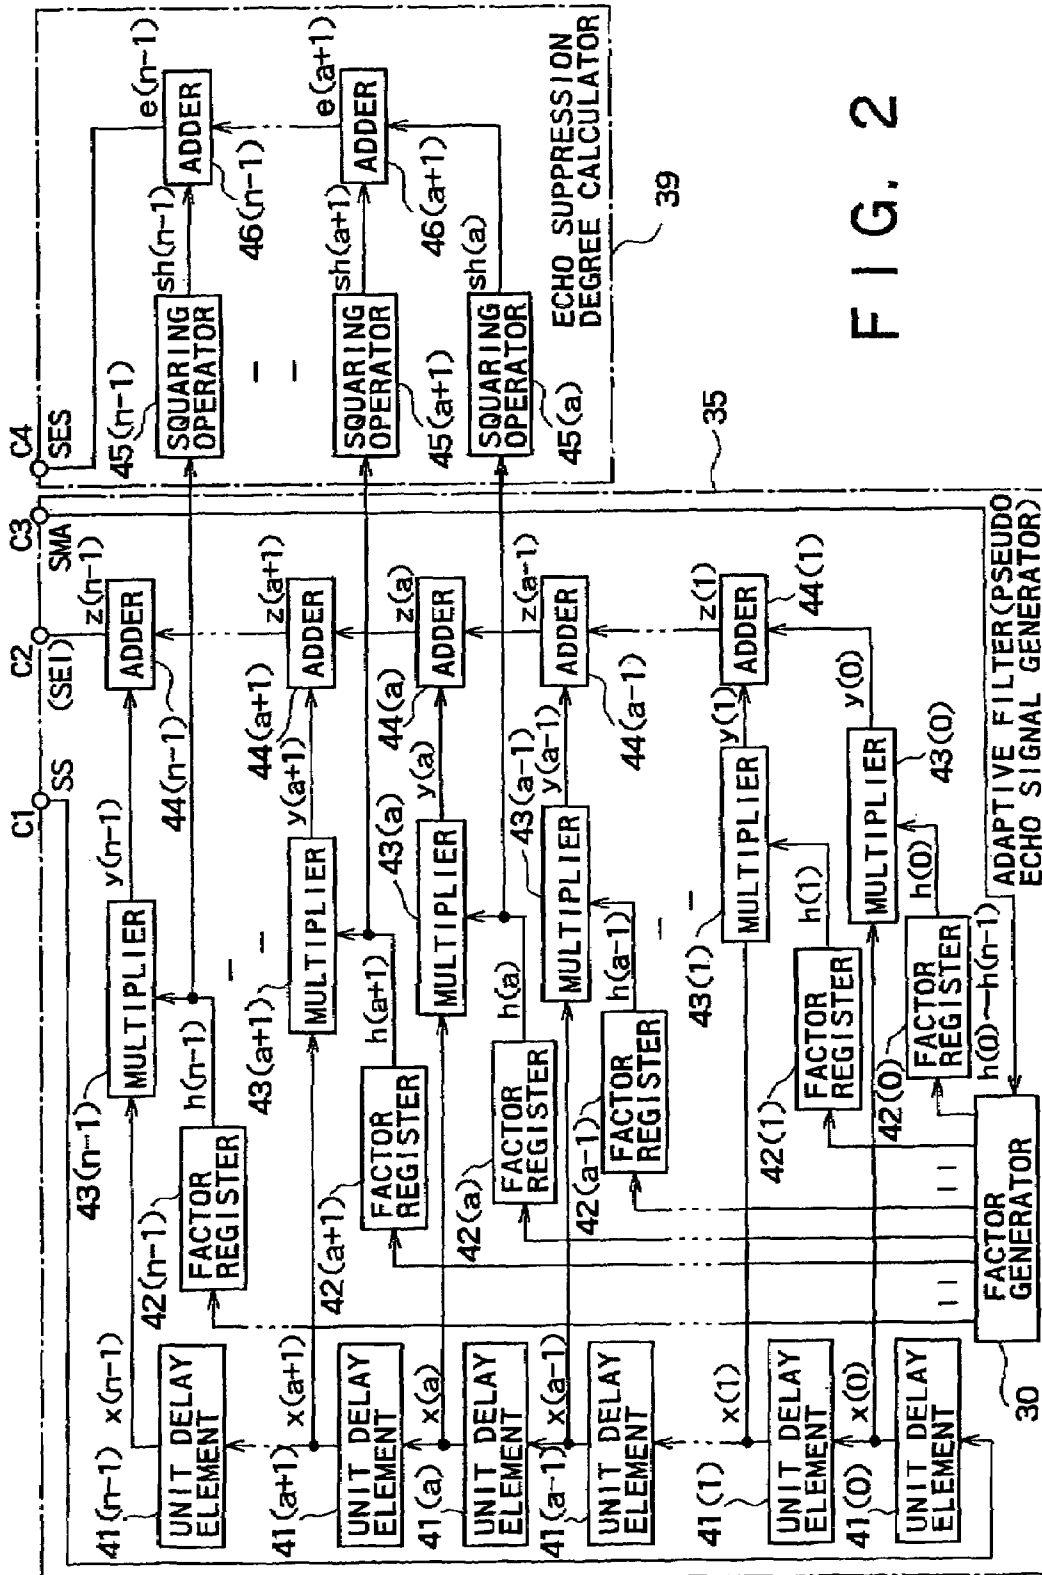 C1
SS
C2
(SEI)
C3
SMA
C4
SES
41(n-1)
UNIT DELAY
ELEMENT
x(n-1)
42(n-1)
FACTOR
REGISTER
h(n-1)
43(n-1)
MULTIPLIER
y(n-1)
44(n-1)
ADDER
z(n-1)
45(n-1)
SQUARING
OPERATOR
sh(n-1)
46(n-1)
ADDER
e(n-1)
41(a+1)
UNIT DELAY
ELEMENT
x(a+1)
42(a+1)
FACTOR
REGISTER
h(a+1)
43(a+1)
MULTIPLIER
y(a+1)
44(a+1)
ADDER
z(a+1)
45(a+1)
SQUARING
OPERATOR
sh(a+1)
46(a+1)
ADDER
e(a+1)
41(a)
UNIT DELAY
ELEMENT
x(a)
42(a)
FACTOR
REGISTER
h(a)
43(a)
MULTIPLIER
y(a)
44(a)
ADDER
z(a)
45(a)
SQUARING
OPERATOR
sh(a)
41(a-1)
UNIT DELAY
ELEMENT
x(a-1)
42(a-1)
FACTOR
REGISTER
h(a-1)
43(a-1)
MULTIPLIER
y(a-1)
44(a-1)
ADDER
z(a-1)
ECHO SUPPRESSION
DEGREE CALCULATOR
39
41(1)
UNIT DELAY
ELEMENT
x(1)
42(1)
FACTOR
REGISTER
h(1)
43(1)
MULTIPLIER
y(1)
44(1)
ADDER
z(1)
41(0)
UNIT DELAY
ELEMENT
x(0)
42(0)
FACTOR
REGISTER
h(0)
43(0)
MULTIPLIER
y(0)
30
FACTOR
GENERATOR
h(0)~h(n-1)
ADAPTIVE FILTER(PSEUDO
ECHO SIGNAL GENERATOR)
35
FIG. 2